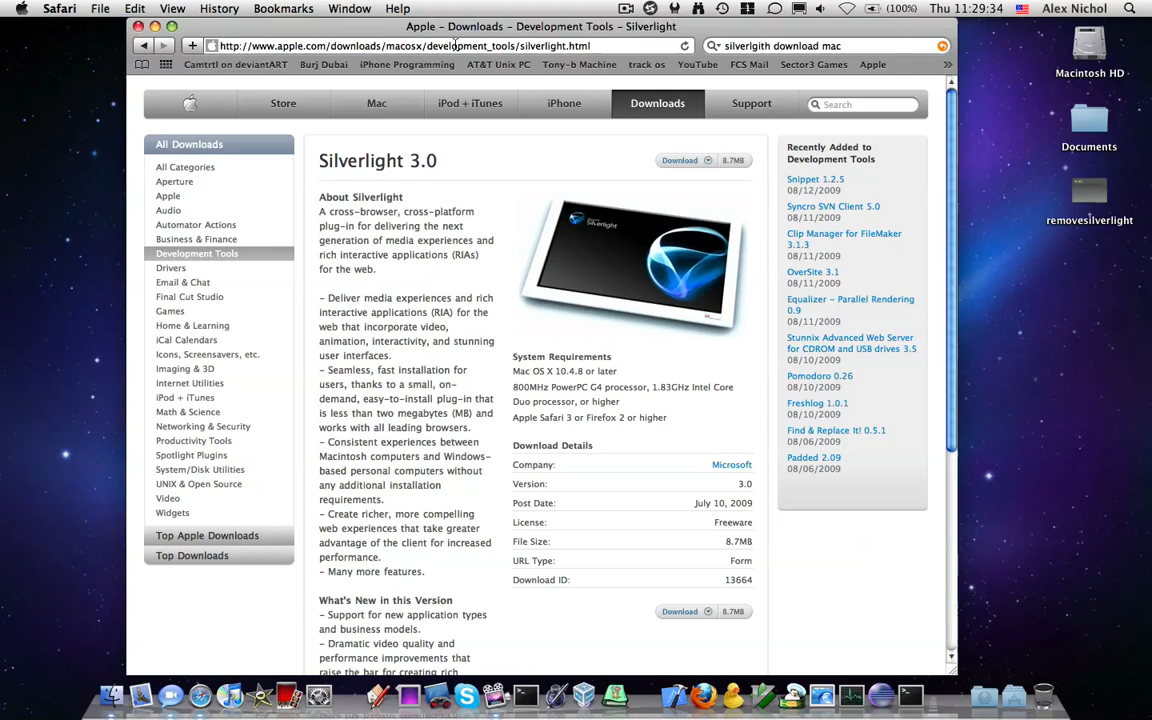 Safari File Edit View History Bookmarks Window Help (100%) Thu 11:29:34 Alex Nichol
Apple – Downloads – Development Tools – Silverlight
http://www.apple.com/downloads/macosx/development_tools/silverlight.html
silverlgith download mac
Camtrtl on deviantART Burj Dubai iPhone Programming AT&T Unix PC Tony-b Machine track os YouTube FCS Mail Sector3 Games Apple »
Store Mac iPod + iTunes iPhone Downloads Support Search
All Downloads
All Categories
Aperture
Apple
Audio
Automator Actions
Business & Finance
Development Tools
Drivers
Email & Chat
Final Cut Studio
Games
Home & Learning
iCal Calendars
Icons, Screensavers, etc.
Imaging & 3D
Internet Utilities
iPod + iTunes
Math & Science
Networking & Security
Productivity Tools
Spotlight Plugins
System/Disk Utilities
UNIX & Open Source
Video
Widgets
Top Apple Downloads
Top Downloads
Silverlight 3.0
Download 8.7MB
About Silverlight
A cross-browser, cross-platform
plug-in for delivering the next
generation of media experiences and
rich interactive applications (RIAs)
for the web.
– Deliver media experiences and rich
interactive applications (RIA) for the
web that incorporate video,
animation, interactivity, and stunning
user interfaces.
– Seamless, fast installation for
users, thanks to a small, on-
demand, easy-to-install plug-in that
is less than two megabytes (MB) and
works with all leading browsers.
– Consistent experiences between
Macintosh computers and Windows-
based personal computers without
any additional installation
requirements.
– Create richer, more compelling
web experiences that take greater
advantage of the client for increased
performance.
– Many more features.
What's New in this Version
– Support for new application types
and business models.
– Dramatic video quality and
performance improvements that
raise the bar for creating rich
Silverlight
System Requirements
Mac OS X 10.4.8 or later
800MHz PowerPC G4 processor, 1.83GHz Intel Core
Duo processor, or higher
Apple Safari 3 or Firefox 2 or higher
Download Details
Company: Microsoft
Version: 3.0
Post Date: July 10, 2009
License: Freeware
File Size: 8.7MB
URL Type: Form
Download ID: 13664
Download 8.7MB
Recently Added to
Development Tools
Snippet 1.2.5
08/12/2009
Syncro SVN Client 5.0
08/11/2009
Clip Manager for FileMaker
3.1.3
08/11/2009
OverSite 3.1
08/11/2009
Equalizer – Parallel Rendering
0.9
08/11/2009
Stunnix Advanced Web Server
for CDROM and USB drives 3.5
08/10/2009
Pomodoro 0.26
08/10/2009
Freshlog 1.0.1
08/10/2009
Find & Replace It! 0.5.1
08/06/2009
Padded 2.09
08/06/2009
Macintosh HD
Documents
removesilverlight